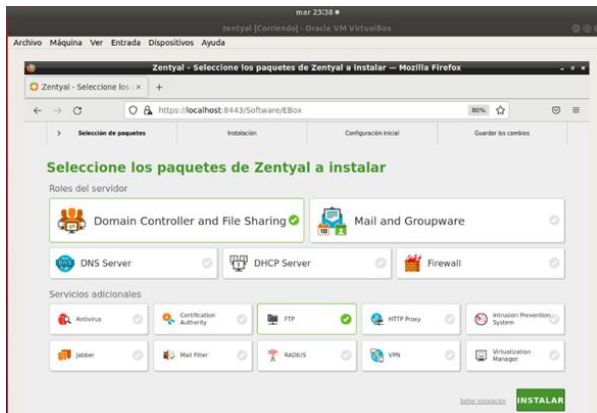 mar 23:38
zentyal [Corriendo] - Oracle VM VirtualBox
Archivo Máquina Ver Entrada Dispositivos Ayuda
Zentyal - Seleccione los paquetes de Zentyal a instalar — Mozilla Firefox
Zentyal - Seleccione los
https://localhost:8443/Software/EBox
80%
Selección de paquetes Instalación Configuración inicial Guardar los cambios
Seleccione los paquetes de Zentyal a instalar
Roles del servidor
Domain Controller and File Sharing Mail and Groupware
DNS Server DHCP Server Firewall
Servicios adicionales
Antivirus Certification Authority FTP HTTP Proxy Intrusion Prevention System
Jabber Mail Filter RADIUS VPN Virtualization Manager
Saltar instalación INSTALAR